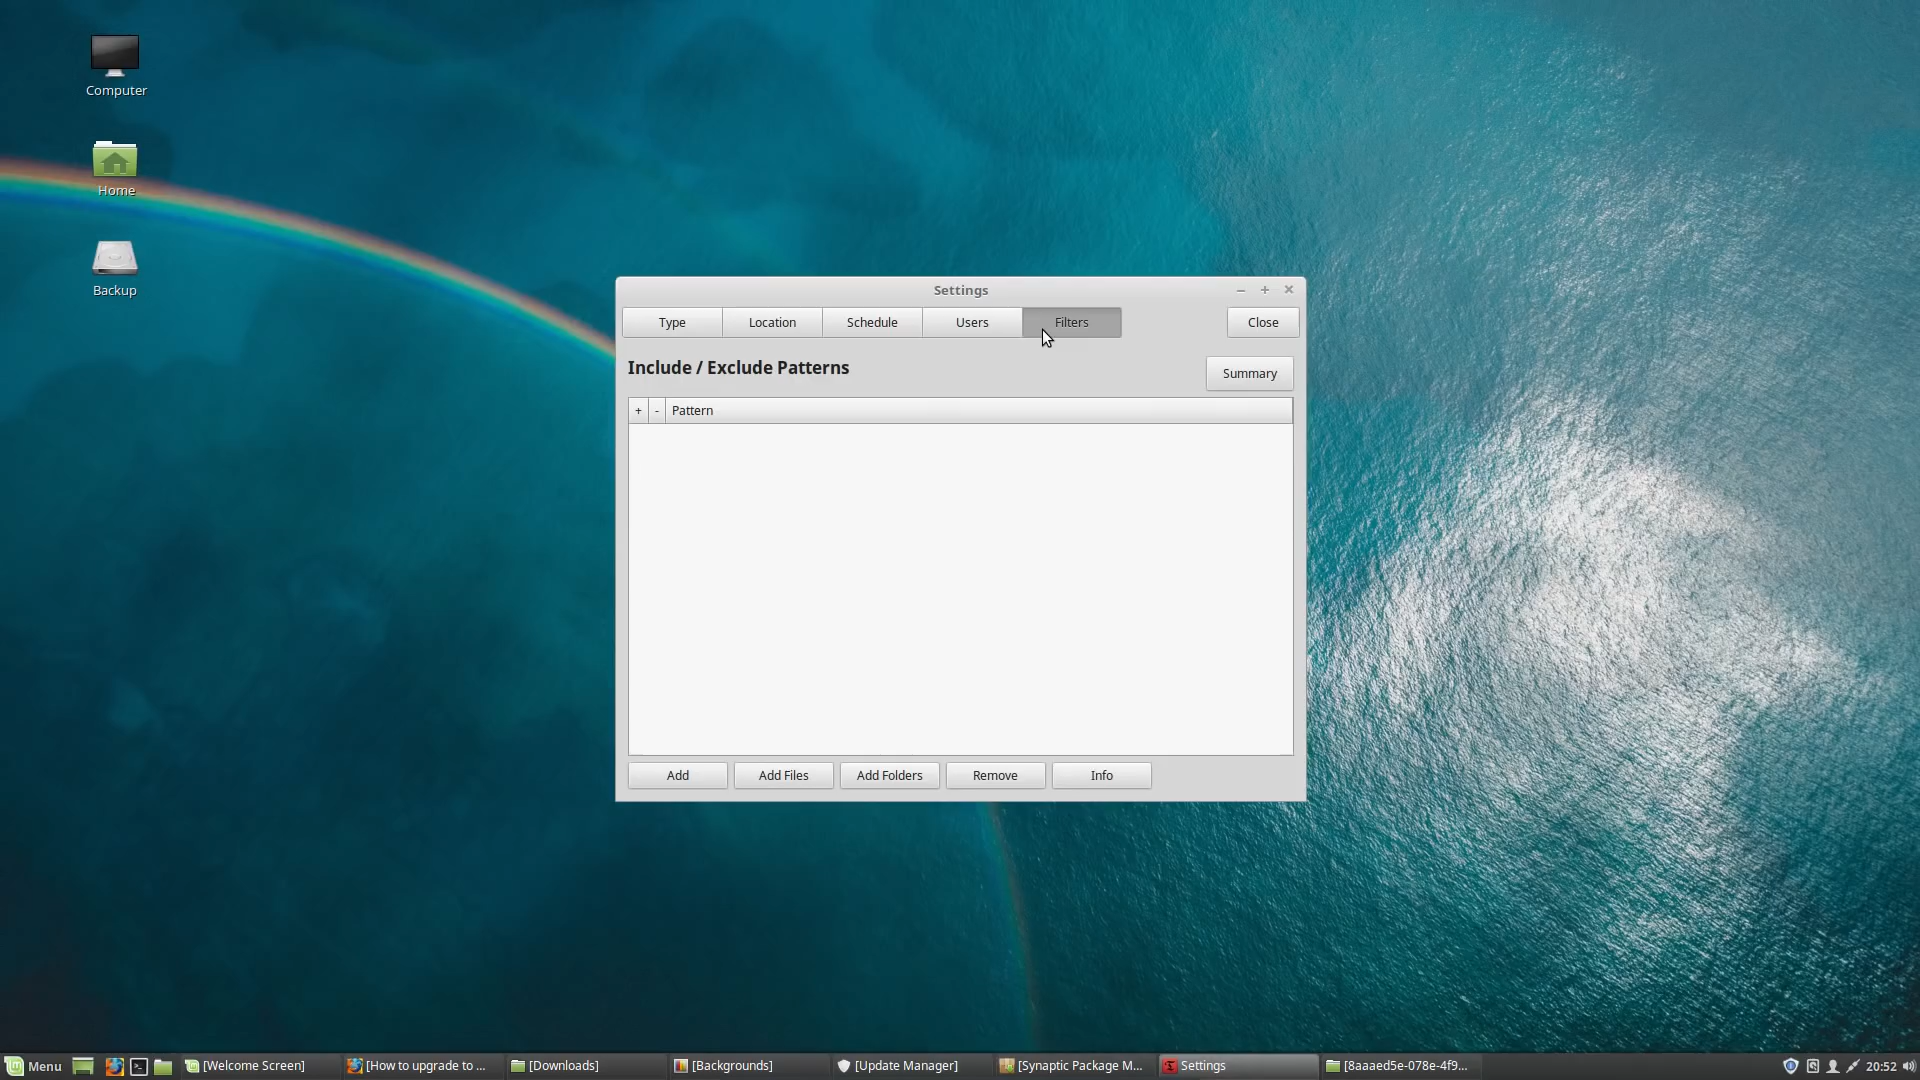 Computer
Home
Backup
Settings
Type Location Schedule Users Filters Close
Include / Exclude Patterns
Summary
+ - Pattern
Add Add Files Add Folders Remove Info
Menu [Welcome Screen] [How to upgrade to ... [Downloads] [Backgrounds] [Update Manager] [Synaptic Package M... Settings [8aaaed5e-078e-4f9... 20:52